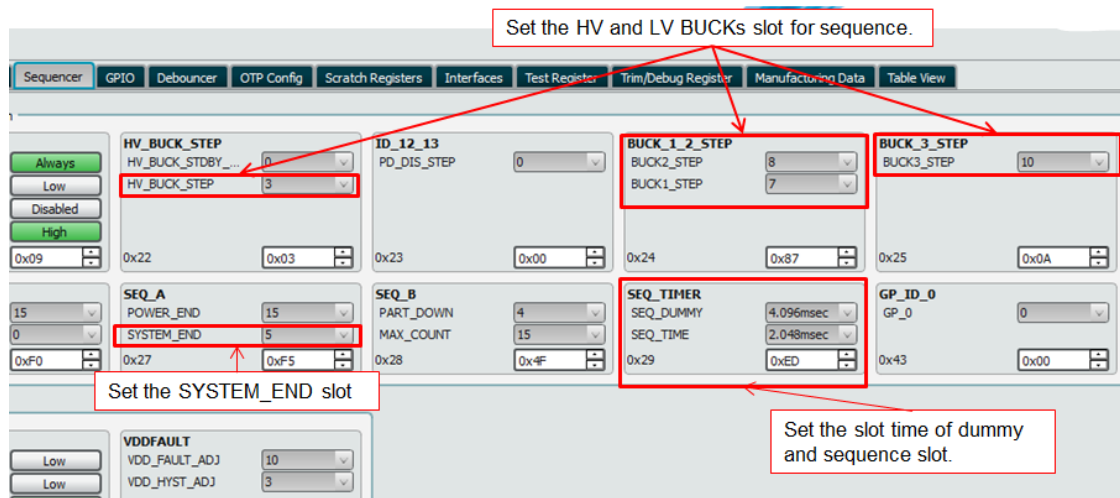 Set the HV and LV BUCKs slot for sequence.
Sequencer GPIO Debouncer OTP Config Scratch Registers Interfaces Test Register Trim/Debug Register Manufacturing Data Table View
HV_BUCK_STEP ID_12_13 BUCK_1_2_STEP BUCK_3_STEP
Always HV_BUCK_STDBY_... 0 PD_DIS_STEP 0 BUCK2_STEP 8 BUCK3_STEP 10
Low HV_BUCK_STEP 3 BUCK1_STEP 7
Disabled
High
0x09 0x22 0x03 0x23 0x00 0x24 0x87 0x25 0x0A
SEQ_A SEQ_B SEQ_TIMER GP_ID_0
15 POWER_END 15 PART_DOWN 4 SEQ_DUMMY 4.096msec GP_0 0
0 SYSTEM_END 5 MAX_COUNT 15 SEQ_TIME 2.048msec
0xF0 0x27 0xF5 0x28 0x4F 0x29 0xED 0x43 0x00
Set the SYSTEM_END slot
Set the slot time of dummy
and sequence slot.
VDDFAULT
Low VDD_FAULT_ADJ 10
Low VDD_HYST_ADJ 3